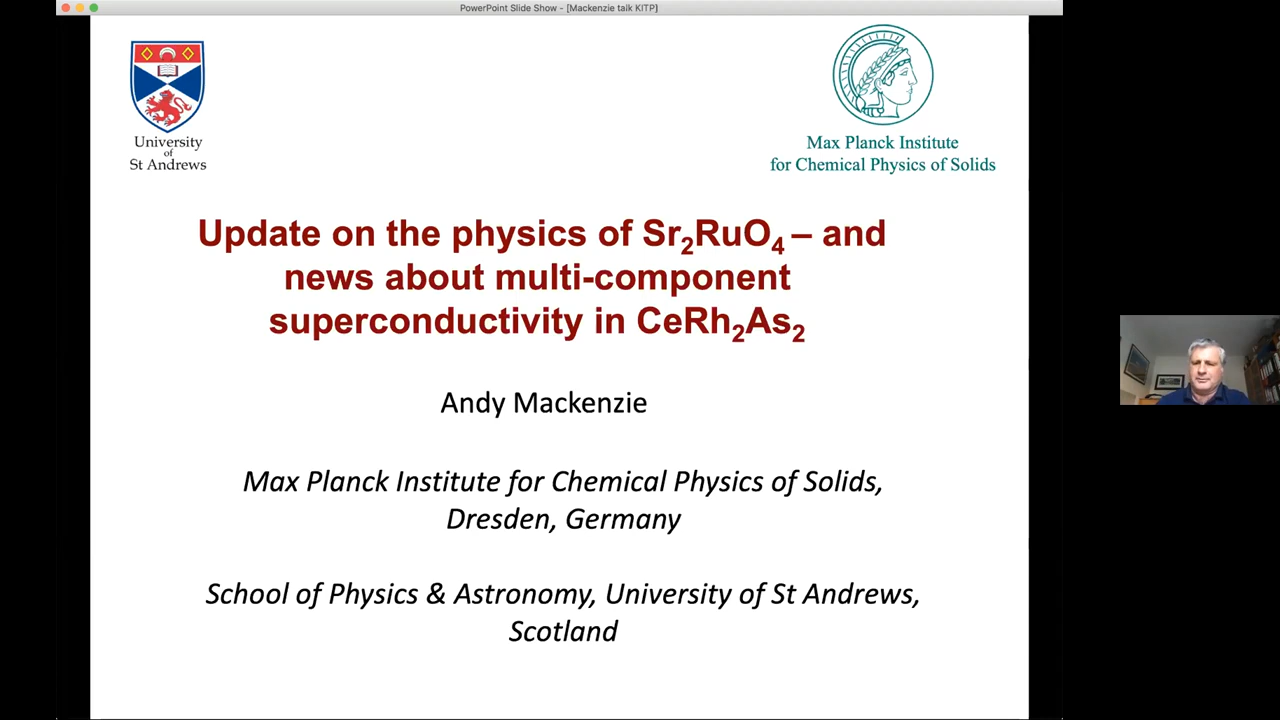 PowerPoint Slide Show - [Mackenzie talk KITP]
University
of
St Andrews
Max Planck Institute
for Chemical Physics of Solids
Update on the physics of Sr₂RuO₄ – and
news about multi-component
superconductivity in CeRh₂As₂
Andy Mackenzie
Max Planck Institute for Chemical Physics of Solids,
Dresden, Germany
School of Physics & Astronomy, University of St Andrews,
Scotland